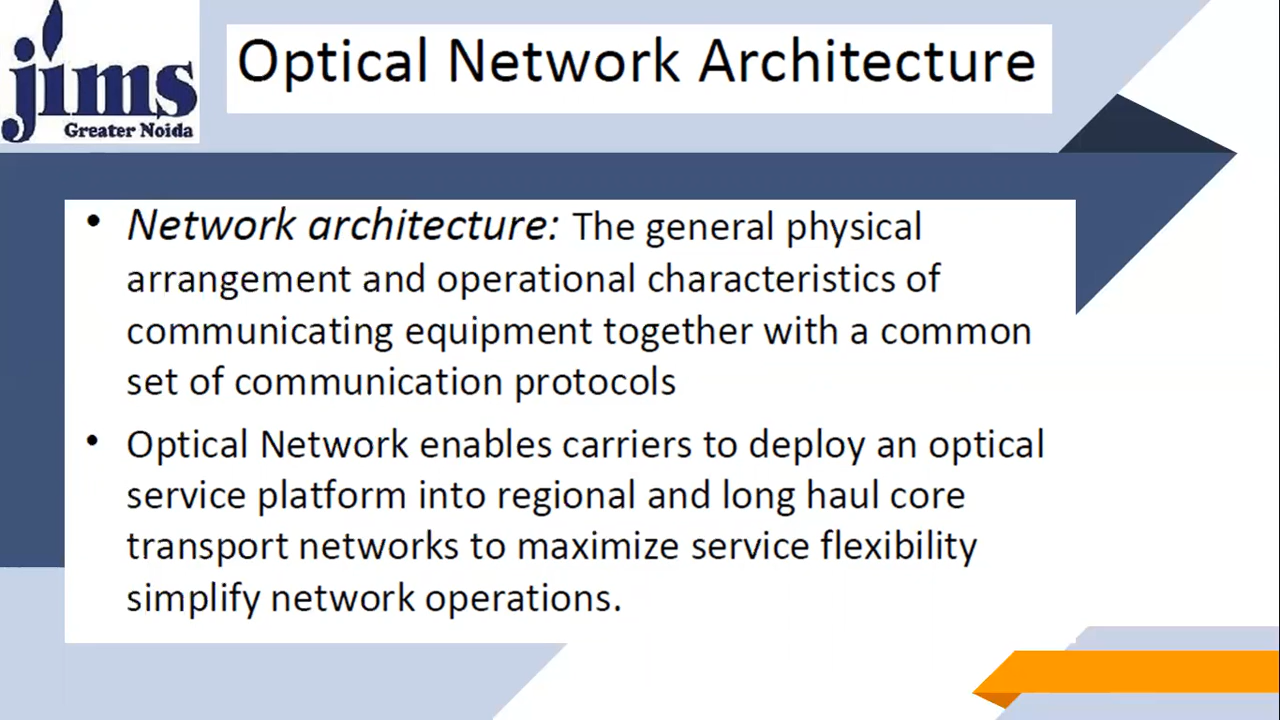 jims
Greater Noida
Optical Network Architecture
• Network architecture: The general physical
arrangement and operational characteristics of
communicating equipment together with a common
set of communication protocols
• Optical Network enables carriers to deploy an optical
service platform into regional and long haul core
transport networks to maximize service flexibility
simplify network operations.